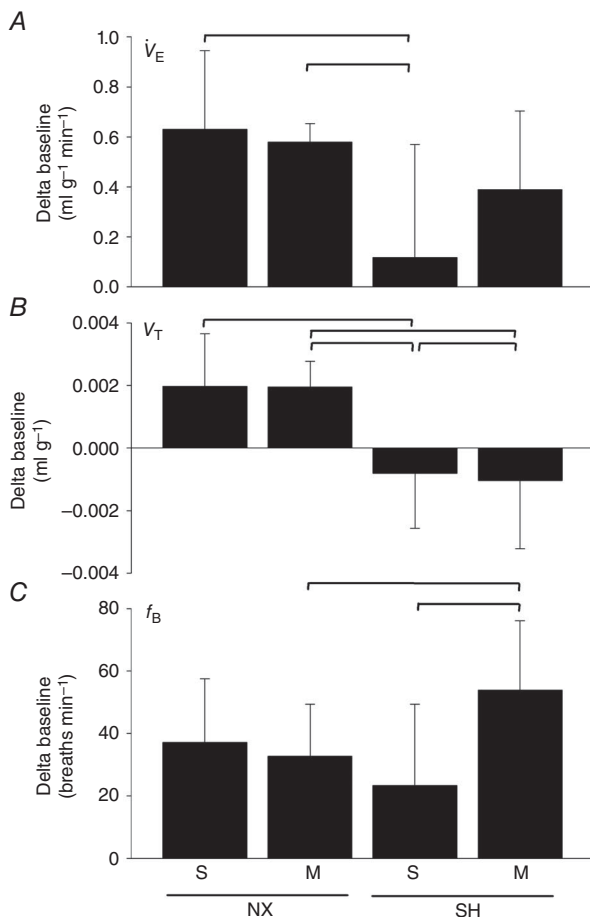 A
V̇E
1.0
0.8
0.6
0.4
0.2
0.0
Delta baseline
(ml g⁻¹ min⁻¹)
B
VT
0.004
0.002
0.000
−0.002
−0.004
Delta baseline
(ml g⁻¹)
C
fB
80
60
40
20
0
Delta baseline
(breaths min⁻¹)
S M S M
NX SH